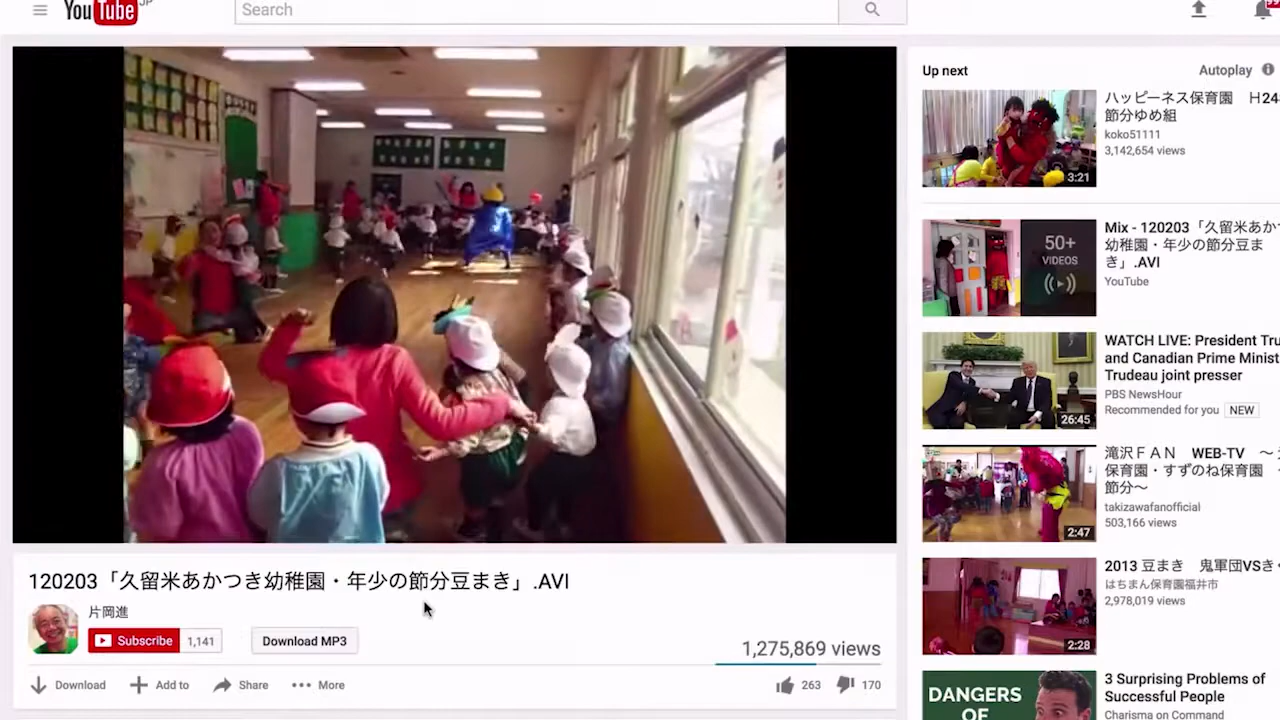 YouTube JP
Search
99
Up next
Autoplay
ハッピーネス保育園 H24
節分ゆめ組
koko51111
3,142,654 views
3:21
50+
VIDEOS
Mix - 120203「久留米あか
幼稚園・年少の節分豆ま
き」.AVI
YouTube
WATCH LIVE: President Tru
and Canadian Prime Minist
Trudeau joint presser
PBS NewsHour
Recommended for you NEW
26:45
滝沢FAN WEB-TV 〜
保育園・すずのね保育園
節分〜
takizawafanofficial
503,166 views
2:47
2013 豆まき 鬼軍団VSき
はちまん保育園福井市
2,978,019 views
2:28
DANGERS
OF
3 Surprising Problems of
Successful People
Charisma on Command
120203「久留米あかつき幼稚園・年少の節分豆まき」.AVI
片岡進
Subscribe 1,141
Download MP3
1,275,869 views
Download
Add to
Share
More
263
170